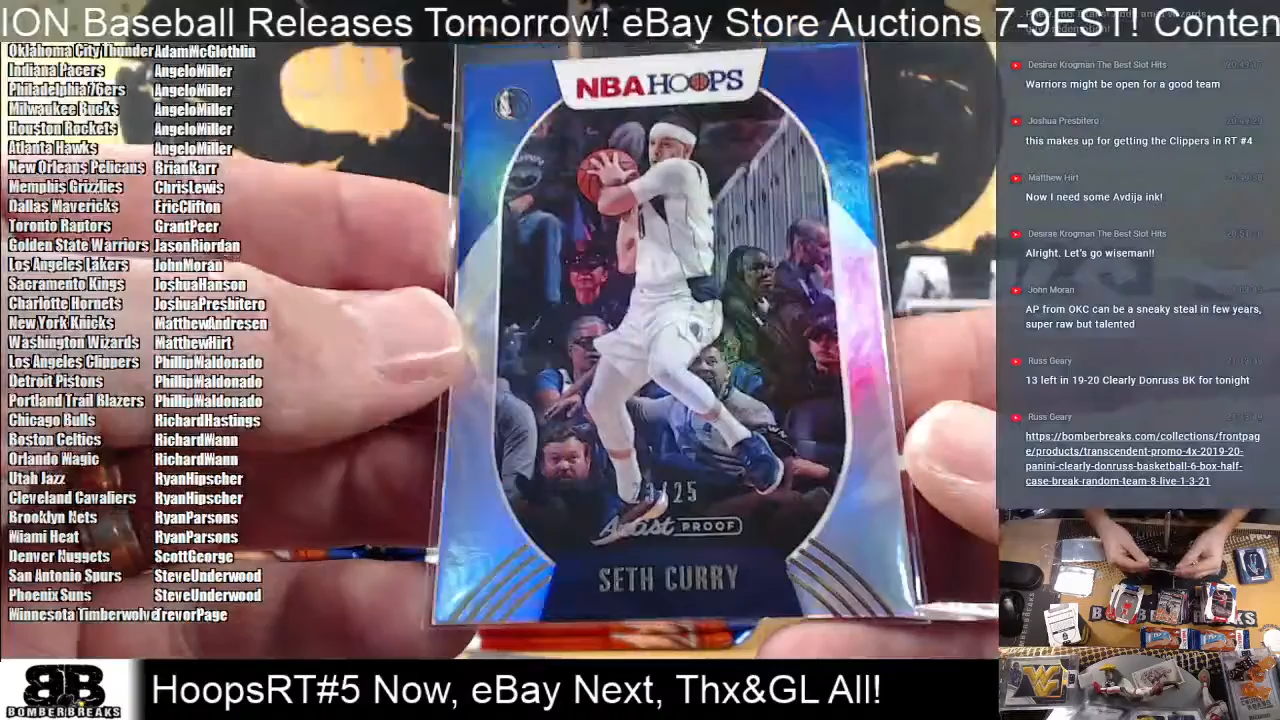 ION Baseball Releases Tomorrow! eBay Store Auctions 7-9EST! Conten
Oklahoma City Thunder AdamMcGlothlin
Indiana Pacers AngeloMiller
Philadelphia 76ers AngeloMiller
Milwaukee Bucks AngeloMiller
Houston Rockets AngeloMiller
Atlanta Hawks AngeloMiller
New Orleans Pelicans BrianKarr
Memphis Grizzlies ChrisLewis
Dallas Mavericks EricClifton
Toronto Raptors GrantPeer
Golden State Warriors JasonRiordan
Los Angeles Lakers JohnMoran
Sacramento Kings JoshuaHanson
Charlotte Hornets JoshuaPresbitero
New York Knicks MatthewAndresen
Washington Wizards MatthewHirt
Los Angeles Clippers PhillipMaldonado
Detroit Pistons PhillipMaldonado
Portland Trail Blazers PhillipMaldonado
Chicago Bulls RichardHastings
Boston Celtics RichardWann
Orlando Magic RichardWann
Utah Jazz RyanHipscher
Cleveland Cavaliers RyanHipscher
Brooklyn Nets RyanParsons
Miami Heat RyanParsons
Denver Nuggets ScottGeorge
San Antonio Spurs SteveUnderwood
Phoenix Suns SteveUnderwood
Minnesota Timberwolve TrevorPage
NBA HOOPS
23/25
Artist PROOF
SETH CURRY
Desirae Krogman The Best Slot Hits
Warriors might be open for a good team
Joshua Presbitero
this makes up for getting the Clippers in RT #4
Matthew Hirt
Now I need some Avdija ink!
Desirae Krogman The Best Slot Hits
Alright. Let's go wiseman!!
John Moran
AP from OKC can be a sneaky steal in few years,
super raw but talented
Russ Geary
13 left in 19-20 Clearly Donruss BK for tonight
Russ Geary
https://bomberbreaks.com/collections/frontpag
e/products/transcendent-promo-4x-2019-20-
panini-clearly-donruss-basketball-6-box-half-
case-break-random-team-8-live-1-3-21
BB
BOMBERBREAKS
HoopsRT#5 Now, eBay Next, Thx&GL All!